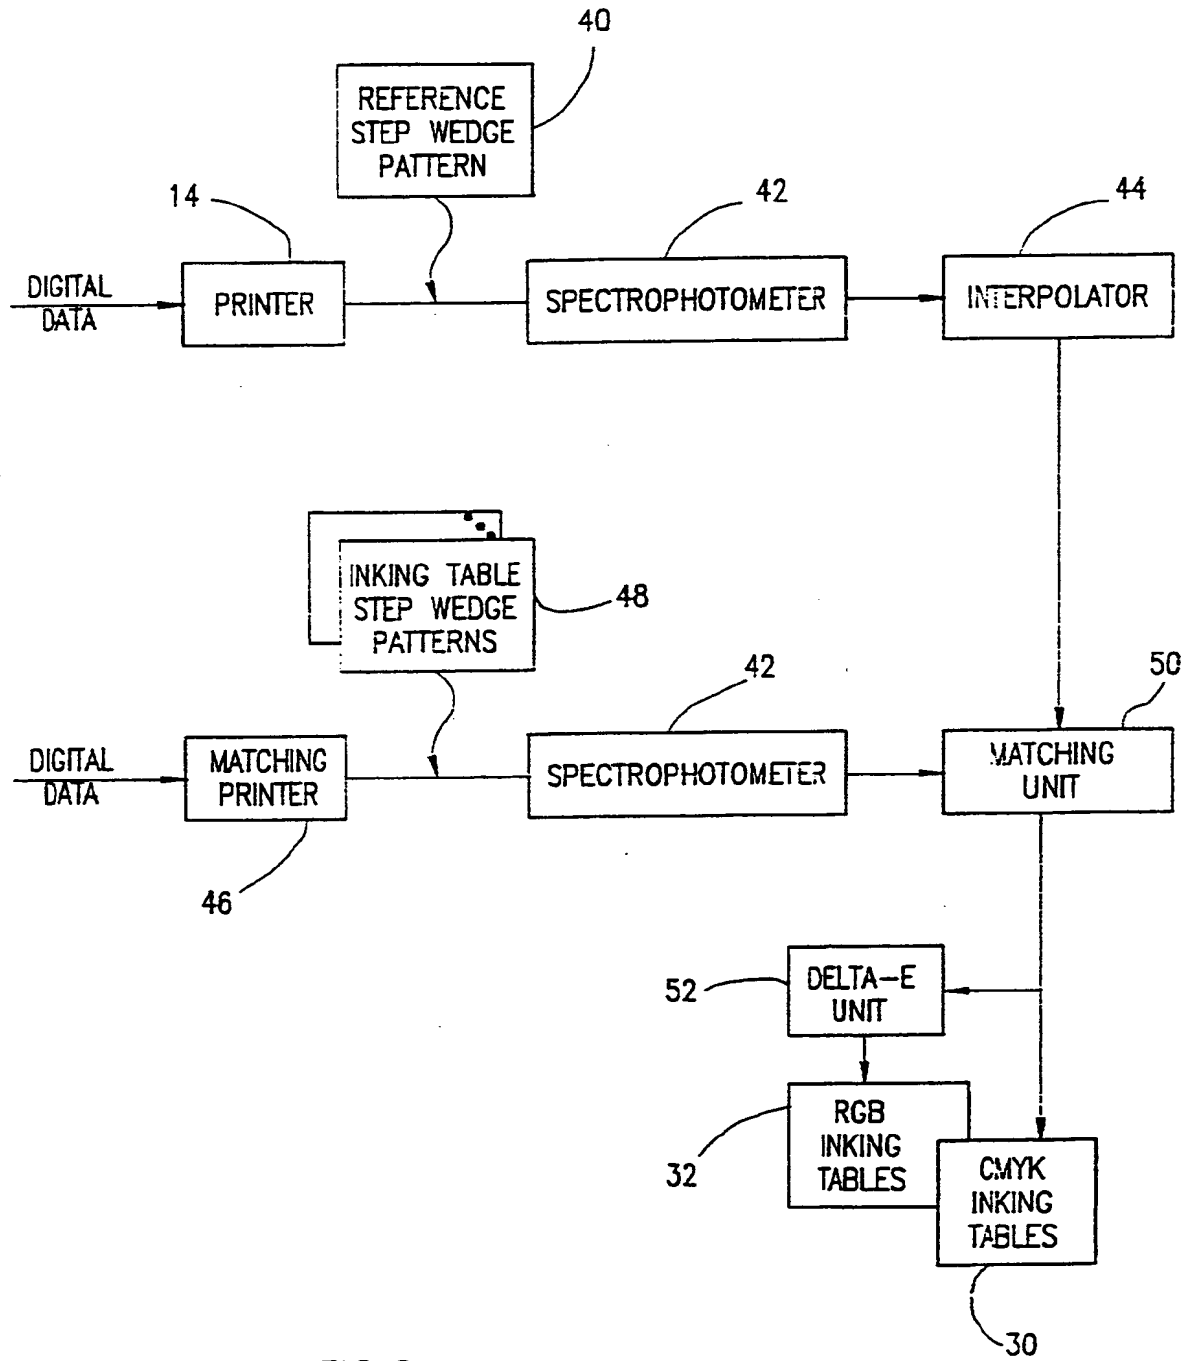 40
REFERENCE
STEP WEDGE
PATTERN
14
42
44
DIGITAL
DATA
PRINTER
SPECTROPHOTOMETER
INTERPOLATOR
INKING TABLE
STEP WEDGE
PATTERNS
48
42
50
DIGITAL
DATA
MATCHING
PRINTER
SPECTROPHOTOMETER
MATCHING
UNIT
46
52
DELTA-E
UNIT
32
RGB
INKING
TABLES
CMYK
INKING
TABLES
30